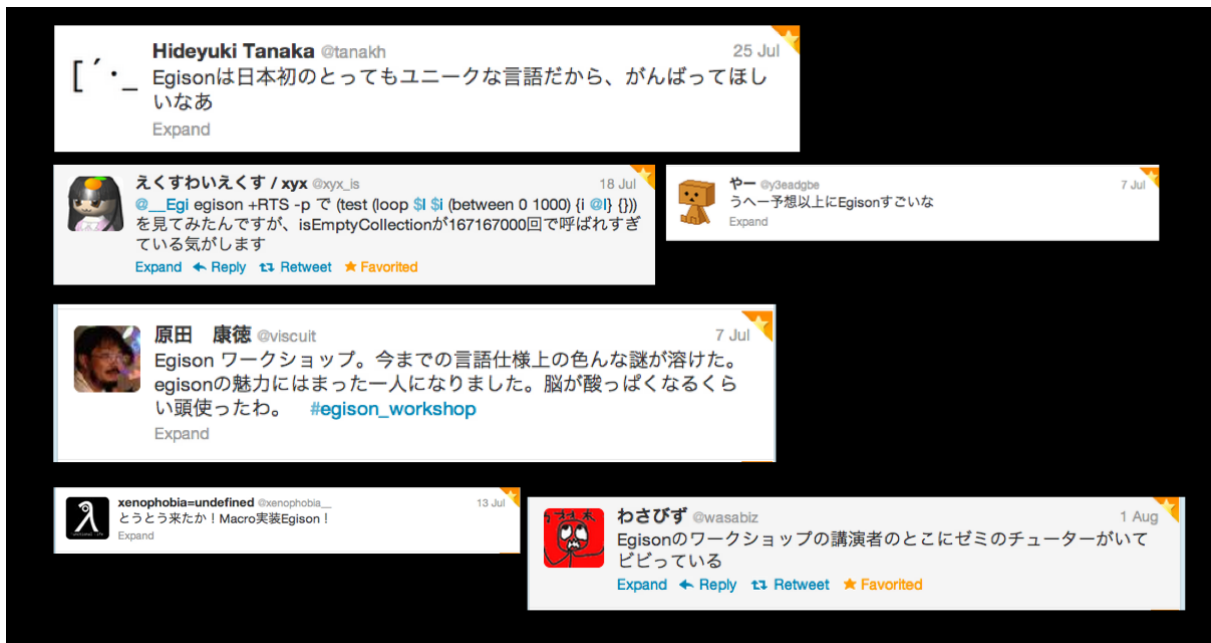 [ ´・_
Hideyuki Tanaka @tanakh 25 Jul
Egisonは日本初のとってもユニークな言語だから、がんばってほし
いなあ
Expand
えくすわいえくす / xyx @xyx_is 18 Jul
@__Egi egison +RTS -p で (test (loop $l $i (between 0 1000) {i @l} {}))
を見てみたんですが、isEmptyCollectionが167167000回で呼ばれすぎ
ている気がします
Expand Reply Retweet Favorited
やー @y3eadgbe 7 Jul
うへー予想以上にEgisonすごいな
Expand
原田　康徳 @viscuit 7 Jul
Egison ワークショップ。今までの言語仕様上の色んな謎が溶けた。
egisonの魅力にはまった一人になりました。脳が酸っぱくなるくら
い頭使ったわ。　#egison_workshop
Expand
xenophobia=undefined @xenophobia__ 13 Jul
とうとう来たか！Macro実装Egison！
Expand
わさびず @wasabiz 1 Aug
Egisonのワークショップの講演者のとこにゼミのチューターがいて
ビビっている
Expand Reply Retweet Favorited